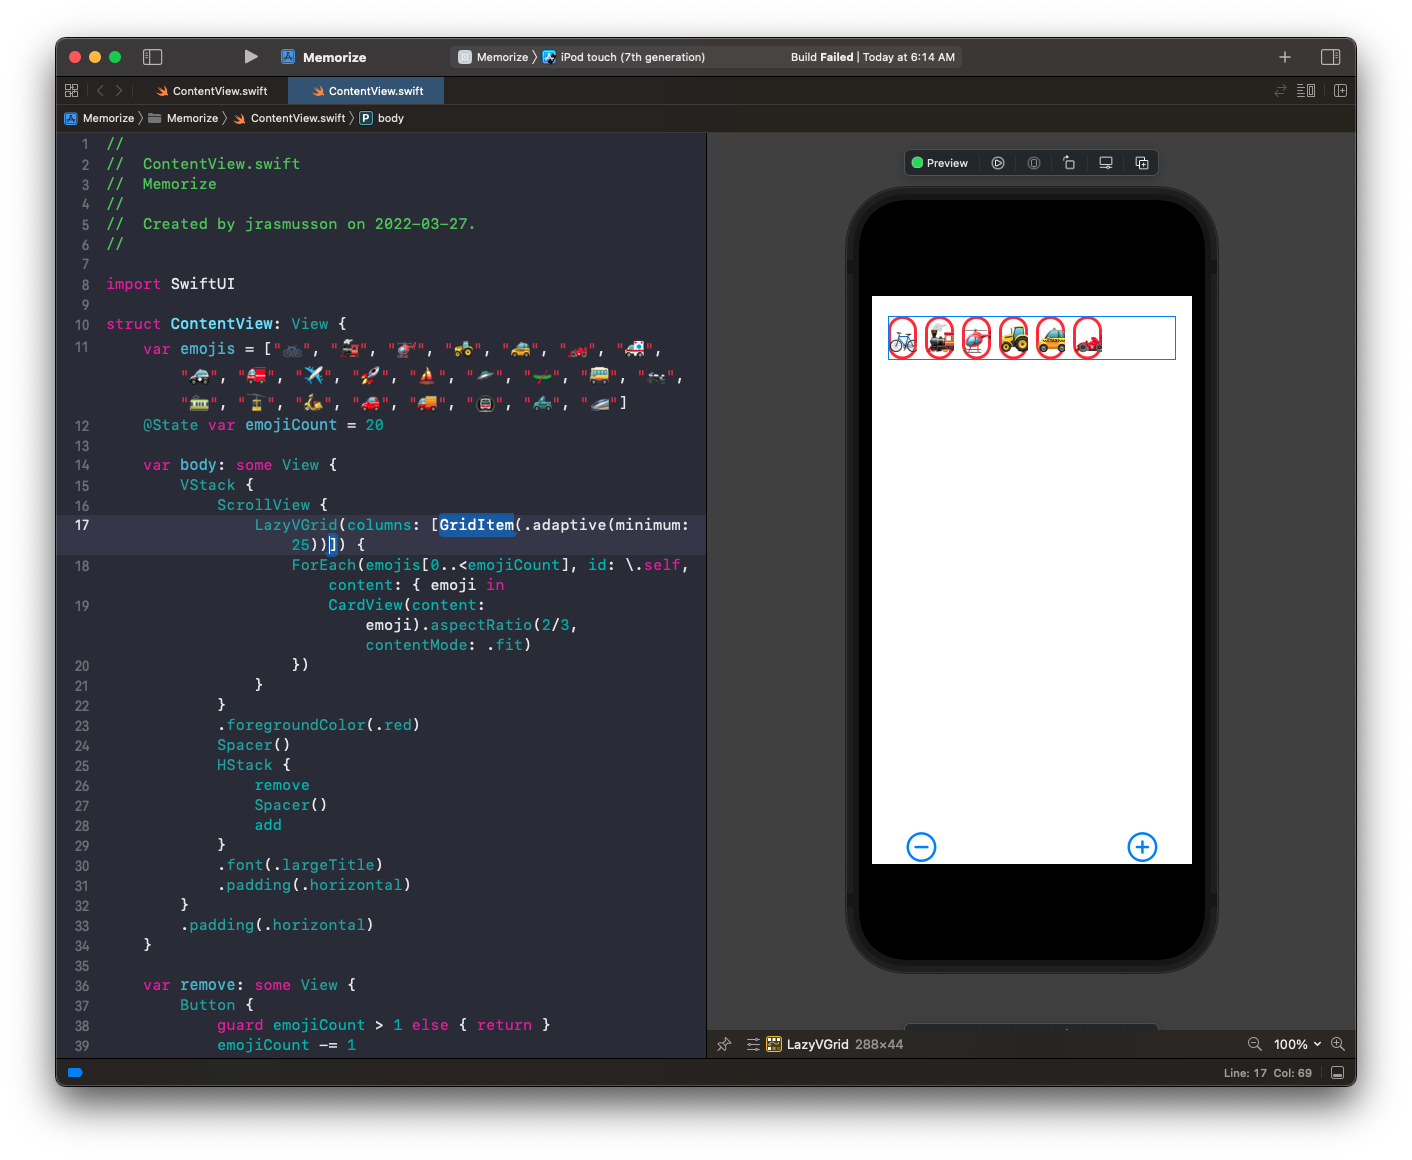 Memorize
Memorize 〉 iPod touch (7th generation)
Build Failed | Today at 6:14 AM
ContentView.swift
ContentView.swift
Memorize 〉 Memorize 〉 ContentView.swift 〉 P body
1 //
2 //  ContentView.swift
3 //  Memorize
4 //
5 //  Created by jrasmusson on 2022-03-27.
6 //
7
8 import SwiftUI
9
10 struct ContentView: View {
11     var emojis = ["🚲", "🚂", "🚁", "🚜", "🚕", "🏎", "🚑",
"🚓", "🚒", "✈️", "🚀", "⛵️", "🛸", "🛶", "🚌", "🏍",
"🚃", "🚡", "🛵", "🚗", "🚚", "🚇", "🛻", "🚄"]
12     @State var emojiCount = 20
13
14     var body: some View {
15         VStack {
16             ScrollView {
17                 LazyVGrid(columns: [GridItem(.adaptive(minimum:
25))]) {
18                     ForEach(emojis[0..<emojiCount], id: \.self,
content: { emoji in
19                         CardView(content:
emoji).aspectRatio(2/3,
contentMode: .fit)
20                     })
21                 }
22             }
23             .foregroundColor(.red)
24             Spacer()
25             HStack {
26                 remove
27                 Spacer()
28                 add
29             }
30             .font(.largeTitle)
31             .padding(.horizontal)
32         }
33         .padding(.horizontal)
34     }
35
36     var remove: some View {
37         Button {
38             guard emojiCount > 1 else { return }
39             emojiCount -= 1
Preview
LazyVGrid 288×44
100%
Line: 17 Col: 69